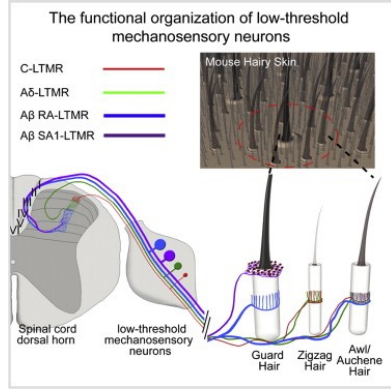 The functional organization of low-threshold
mechanosensory neurons
C-LTMR
Aδ-LTMR
Aβ RA-LTMR
Aβ SA1-LTMR
Mouse Hairy Skin
Spinal cord
dorsal horn
low-threshold
mechanosensory
neurons
Guard
Hair
Zigzag
Hair
Awl/
Auchene
Hair